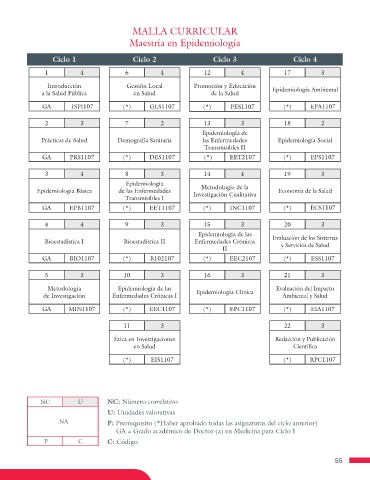 MALLA CURRICULAR
Maestría en Epidemiología
Ciclo 1 Ciclo 2 Ciclo 3 Ciclo 4
1 4 6 4 12 4 17 3
Introducción
a la Salud Pública
Gestión Local
en Salud
Promoción y Educación
de la Salud
Epidemiología Ambiental
GA ISP1107 (*) GLS1107 (*) PES1107 (*) EPA1107
2 3 7 2 13 3 18 2
Prácticas de Salud
Demografía Sanitaria
Epidemiología de
las Enfermedades
Transmisibles II
Epidemiología Social
GA PRS1107 (*) DES1107 (*) EET2107 (*) EPS1107
3 4 8 3 14 4 19 3
Epidemiología Básica
Epidemiología
de las Enfermedades
Transmisibles I
Metodología de la
Investigación Cualitativa
Economía de la Salud
GA EPB1107 (*) EET1107 (*) INC1107 (*) ECS1107
4 4 9 3 15 3 20 3
Bioestadística I
Bioestadística II
Epidemiología de las
Enfermedades Crónicas
II
Evaluación de los Sistemas
y Servicios de Salud
GA BIO1107 (*) BIO2107 (*) EEC2107 (*) ESS1107
5 3 10 3 16 3 21 3
Metodología
de Investigación
Epidemiología de las
Enfermedades Crónicas I
Epidemiología Clínica
Evaluación del Impacto
Ambiental y Salud
GA MIN1107 (*) EEC1107 (*) EPC1107 (*) EIA1107
11 3 22 3
Ética en Investigaciones
en Salud
Redacción y Publicación
Científica
(*) EIS1107 (*) RPC1107
NC U
NA
P C
NC: Número correlativo
U: Unidades valorativas
P: Prerrequisito (*Haber aprobado todas las asignaturas del ciclo anterior)
GA = Grado académico de Doctor (a) en Medicina para Ciclo I
C: Código
55